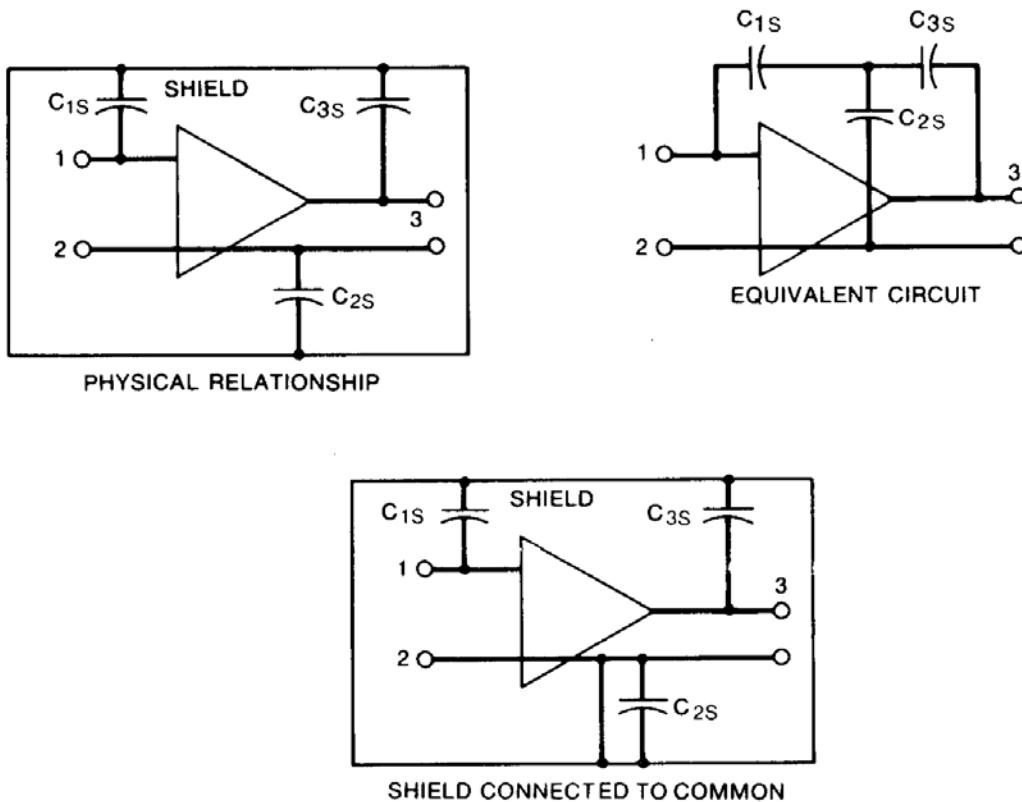 C1S
SHIELD
C3S
1
3
2
C2S
PHYSICAL RELATIONSHIP
C1S
C3S
C2S
1
3
2
EQUIVALENT CIRCUIT
C1S
SHIELD
C3S
1
3
2
C2S
SHIELD CONNECTED TO COMMON